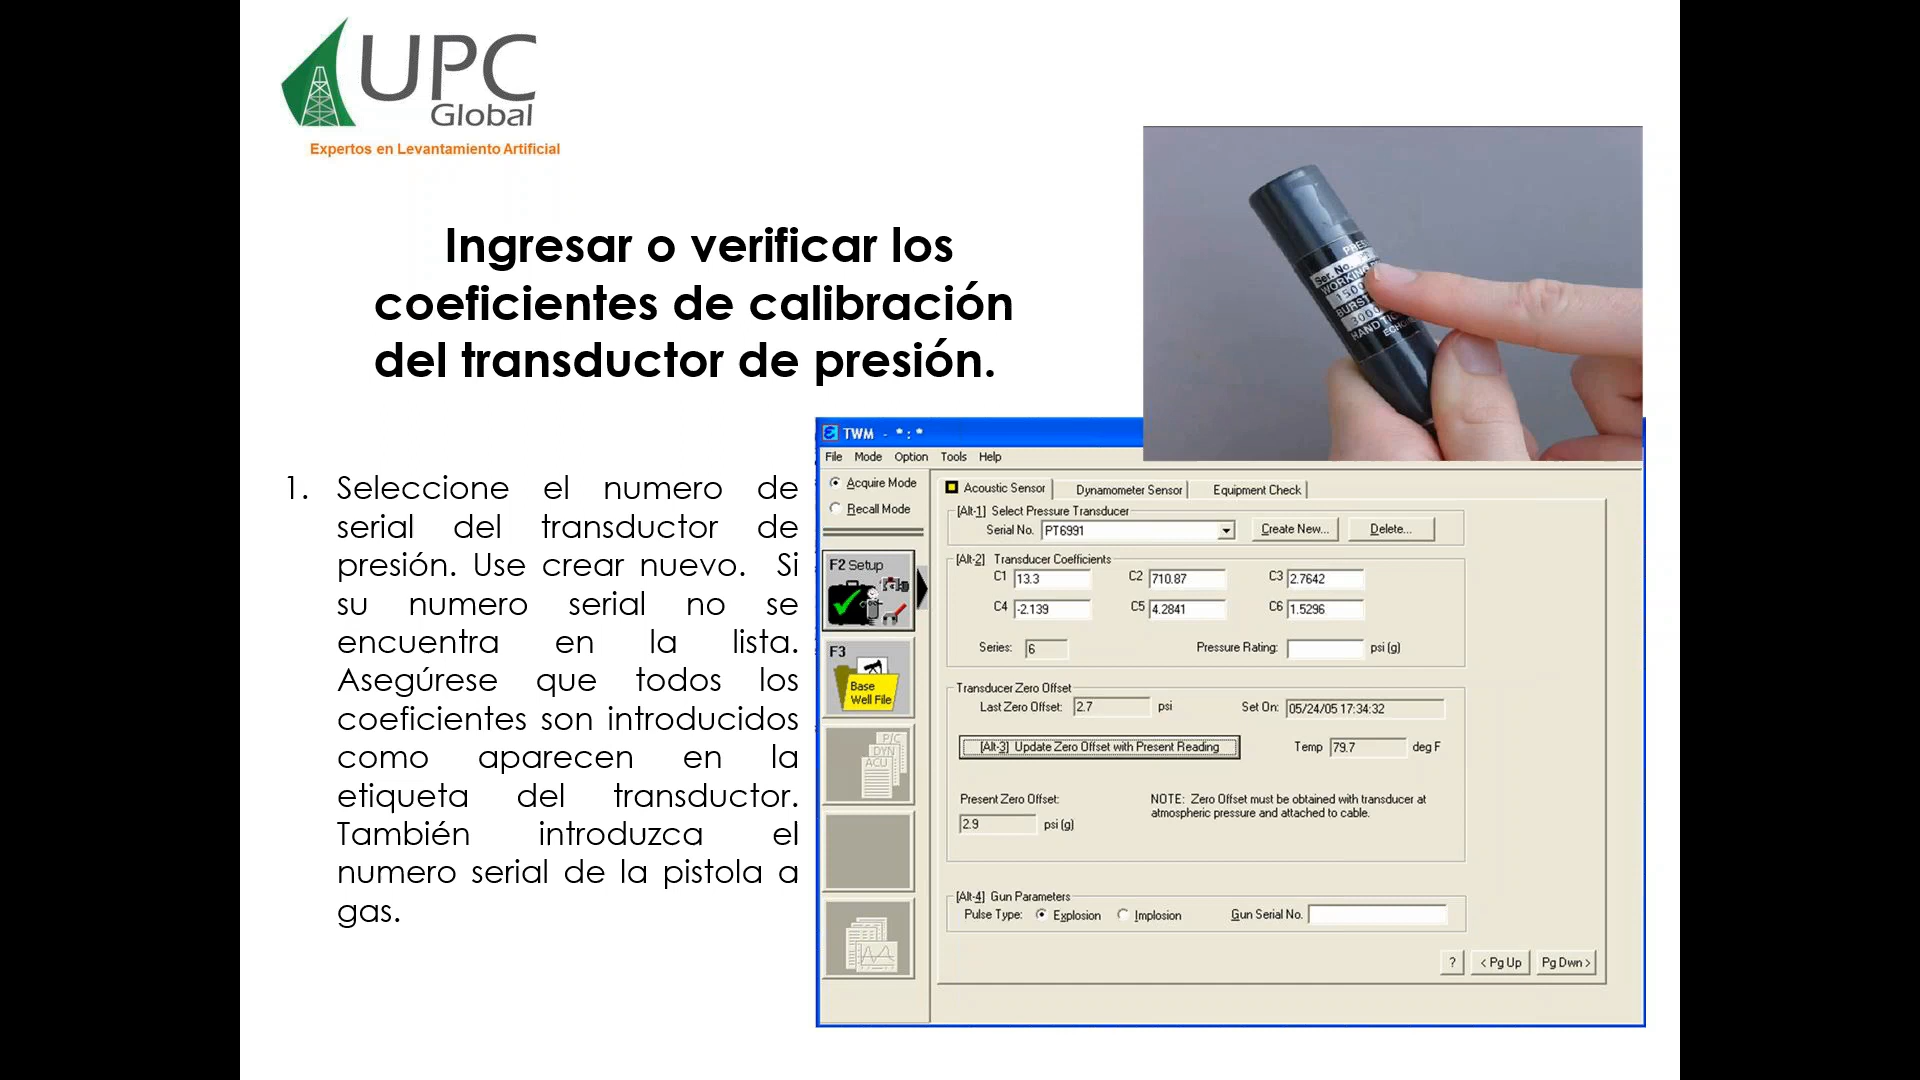 UPC
Global
Expertos en Levantamiento Artificial
Ingresar o verificar los
coeficientes de calibración
del transductor de presión.
1. Seleccione el numero de
serial del transductor de
presión. Use crear nuevo. Si
su numero serial no se
encuentra en la lista.
Asegúrese que todos los
coeficientes son introducidos
como aparecen en la
etiqueta del transductor.
También introduzca el
numero serial de la pistola a
gas.
Ser. No.
WORKING
1500
BURST
3000
HAND
TWM - * : *
File Mode Option Tools Help
Acquire Mode
Recall Mode
F2 Setup
F3
Base
Well File
P/C
DYN
ACU
Acoustic Sensor Dynamometer Sensor Equipment Check
[Alt-1] Select Pressure Transducer
Serial No. PT6991 Create New... Delete...
[Alt-2] Transducer Coefficients
C1 13.3 C2 710.87 C3 2.7642
C4 -2.139 C5 4.2841 C6 1.5296
Series: 6 Pressure Rating: psi (g)
Transducer Zero Offset
Last Zero Offset: 2.7 psi Set On: 05/24/05 17:34:32
[Alt-3] Update Zero Offset with Present Reading Temp 79.7 deg F
Present Zero Offset:
2.9 psi (g)
NOTE: Zero Offset must be obtained with transducer at
atmospheric pressure and attached to cable.
[Alt-4] Gun Parameters
Pulse Type: Explosion Implosion Gun Serial No.
? < Pg Up Pg Dwn >